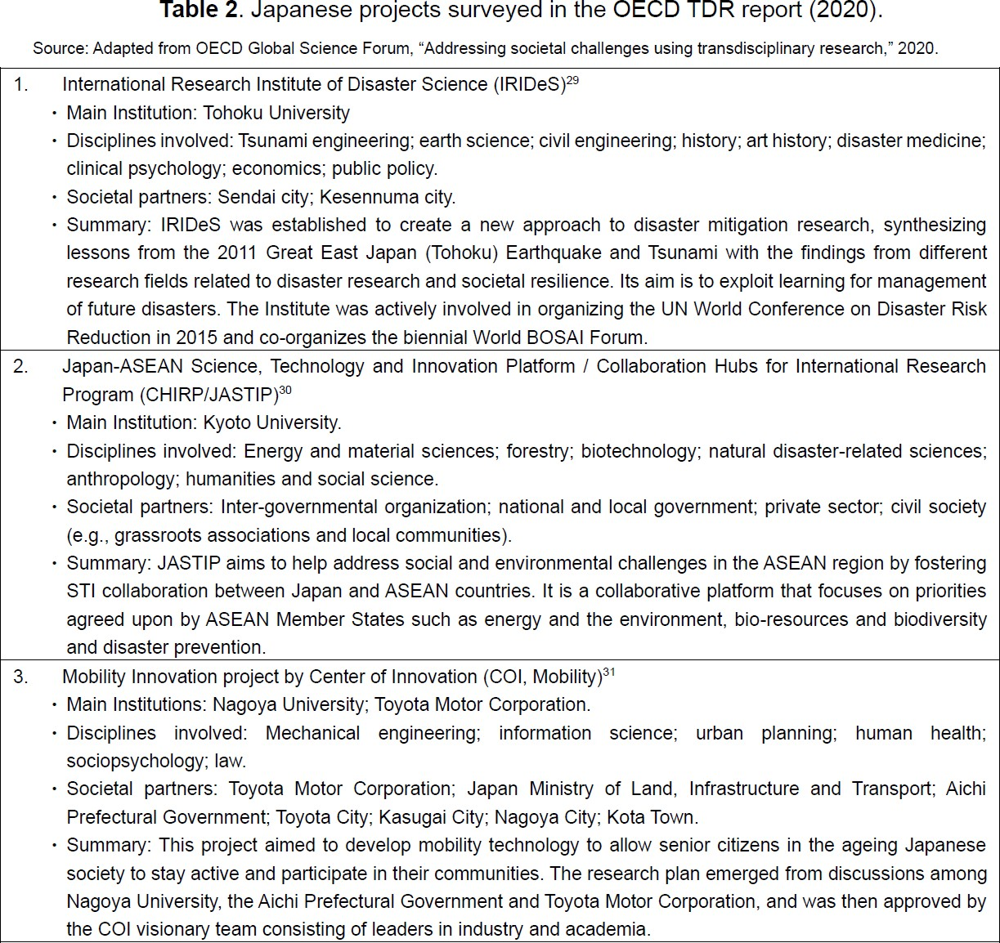 Table 2. Japanese projects surveyed in the OECD TDR report (2020).
Source: Adapted from OECD Global Science Forum, “Addressing societal challenges using transdisciplinary research,” 2020.
1. International Research Institute of Disaster Science (IRIDeS)29
・Main Institution: Tohoku University
・Disciplines involved: Tsunami engineering; earth science; civil engineering; history; art history; disaster medicine;
clinical psychology; economics; public policy.
・Societal partners: Sendai city; Kesennuma city.
・Summary: IRIDeS was established to create a new approach to disaster mitigation research, synthesizing
lessons from the 2011 Great East Japan (Tohoku) Earthquake and Tsunami with the findings from different
research fields related to disaster research and societal resilience. Its aim is to exploit learning for management
of future disasters. The Institute was actively involved in organizing the UN World Conference on Disaster Risk
Reduction in 2015 and co-organizes the biennial World BOSAI Forum.
2. Japan-ASEAN Science, Technology and Innovation Platform / Collaboration Hubs for International Research
Program (CHIRP/JASTIP)30
・Main Institution: Kyoto University.
・Disciplines involved: Energy and material sciences; forestry; biotechnology; natural disaster-related sciences;
anthropology; humanities and social science.
・Societal partners: Inter-governmental organization; national and local government; private sector; civil society
(e.g., grassroots associations and local communities).
・Summary: JASTIP aims to help address social and environmental challenges in the ASEAN region by fostering
STI collaboration between Japan and ASEAN countries. It is a collaborative platform that focuses on priorities
agreed upon by ASEAN Member States such as energy and the environment, bio-resources and biodiversity
and disaster prevention.
3. Mobility Innovation project by Center of Innovation (COI, Mobility)31
・Main Institutions: Nagoya University; Toyota Motor Corporation.
・Disciplines involved: Mechanical engineering; information science; urban planning; human health;
sociopsychology; law.
・Societal partners: Toyota Motor Corporation; Japan Ministry of Land, Infrastructure and Transport; Aichi
Prefectural Government; Toyota City; Kasugai City; Nagoya City; Kota Town.
・Summary: This project aimed to develop mobility technology to allow senior citizens in the ageing Japanese
society to stay active and participate in their communities. The research plan emerged from discussions among
Nagoya University, the Aichi Prefectural Government and Toyota Motor Corporation, and was then approved by
the COI visionary team consisting of leaders in industry and academia.